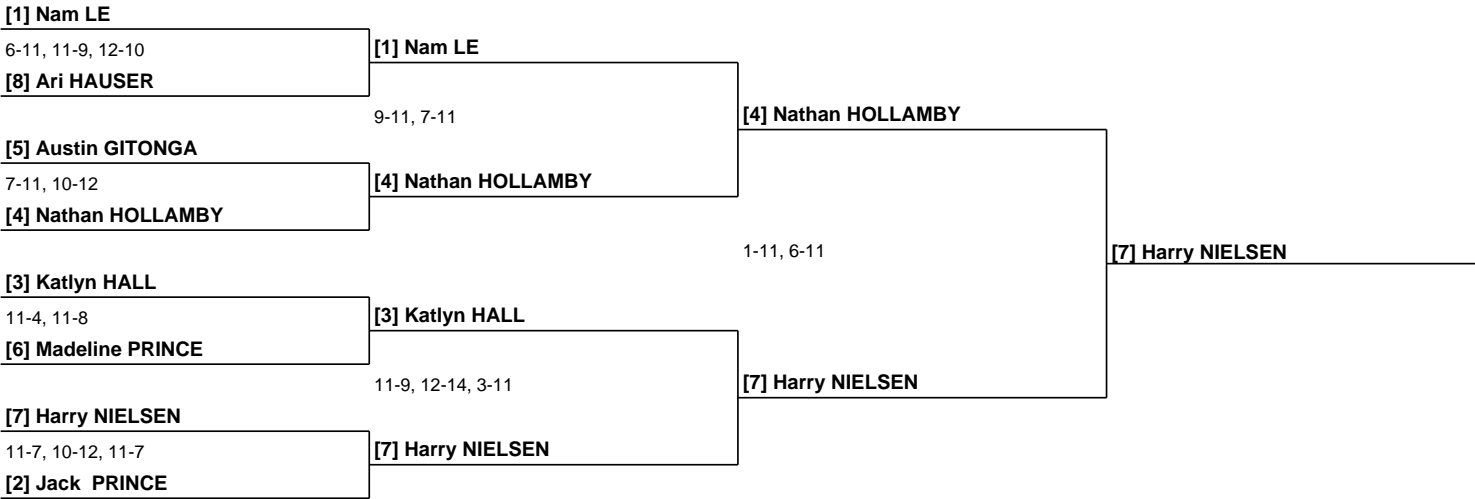 [1] Nam LE
6-11, 11-9, 12-10
[8] Ari HAUSER
[5] Austin GITONGA
7-11, 10-12
[4] Nathan HOLLAMBY
[3] Katlyn HALL
11-4, 11-8
[6] Madeline PRINCE
[7] Harry NIELSEN
11-7, 10-12, 11-7
[2] Jack  PRINCE
[1] Nam LE
9-11, 7-11
[4] Nathan HOLLAMBY
[3] Katlyn HALL
11-9, 12-14, 3-11
[7] Harry NIELSEN
[4] Nathan HOLLAMBY
1-11, 6-11
[7] Harry NIELSEN
[7] Harry NIELSEN